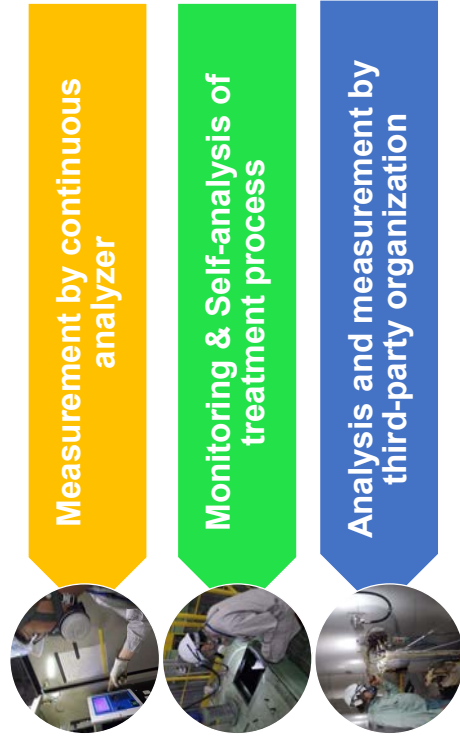 Measurement by continuous
analyzer
Monitoring & Self-analysis of
treatment process
Analysis and measurement by
third-party organization